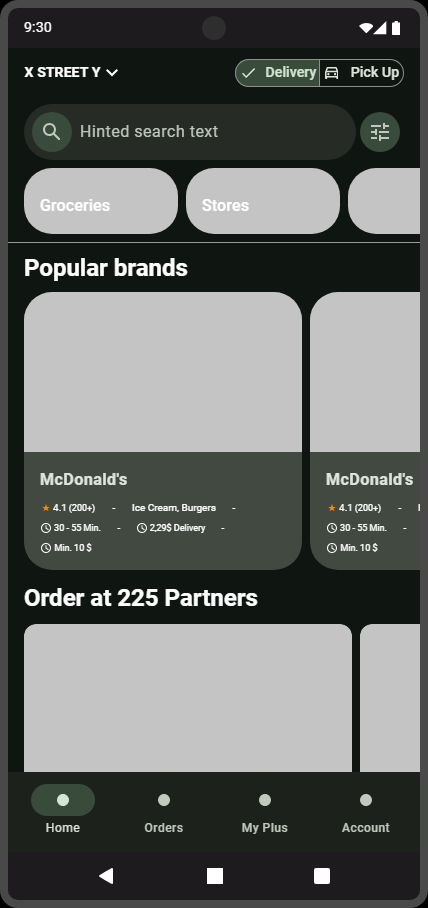 9:30
X STREET Y
Delivery
Pick Up
Hinted search text
Groceries
Stores
Popular brands
McDonald's
4.1 (200+) - Ice Cream, Burgers -
30 - 55 Min. - 2,29$ Delivery -
Min. 10 $
McDonald's
4.1 (200+) -
30 - 55 Min. -
Min. 10 $
Order at 225 Partners
Home
Orders
My Plus
Account